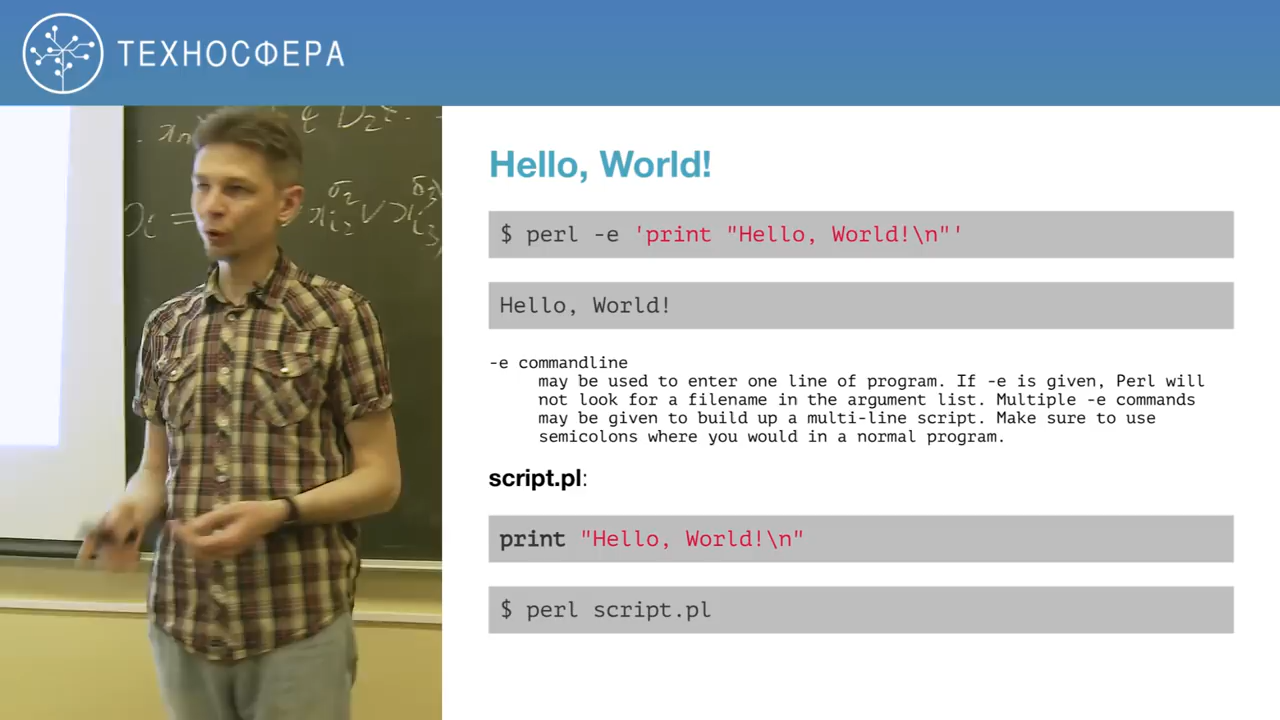 ТЕХНОСФЕРА
Hello, World!
$ perl -e 'print "Hello, World!\n"'
Hello, World!
-e commandline
may be used to enter one line of program. If -e is given, Perl will
not look for a filename in the argument list. Multiple -e commands
may be given to build up a multi-line script. Make sure to use
semicolons where you would in a normal program.
script.pl:
print "Hello, World!\n"
$ perl script.pl